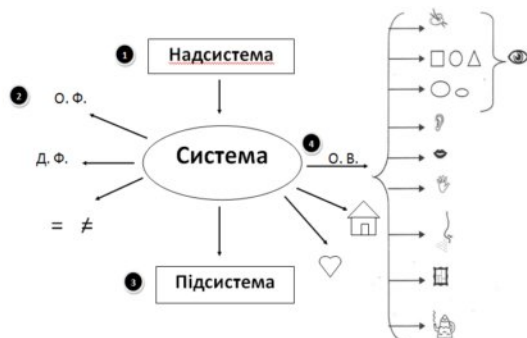 1
Надсистема
2
О. Ф.
4
Система
О. В.
Д. Ф.
= ≠
3
Підсистема